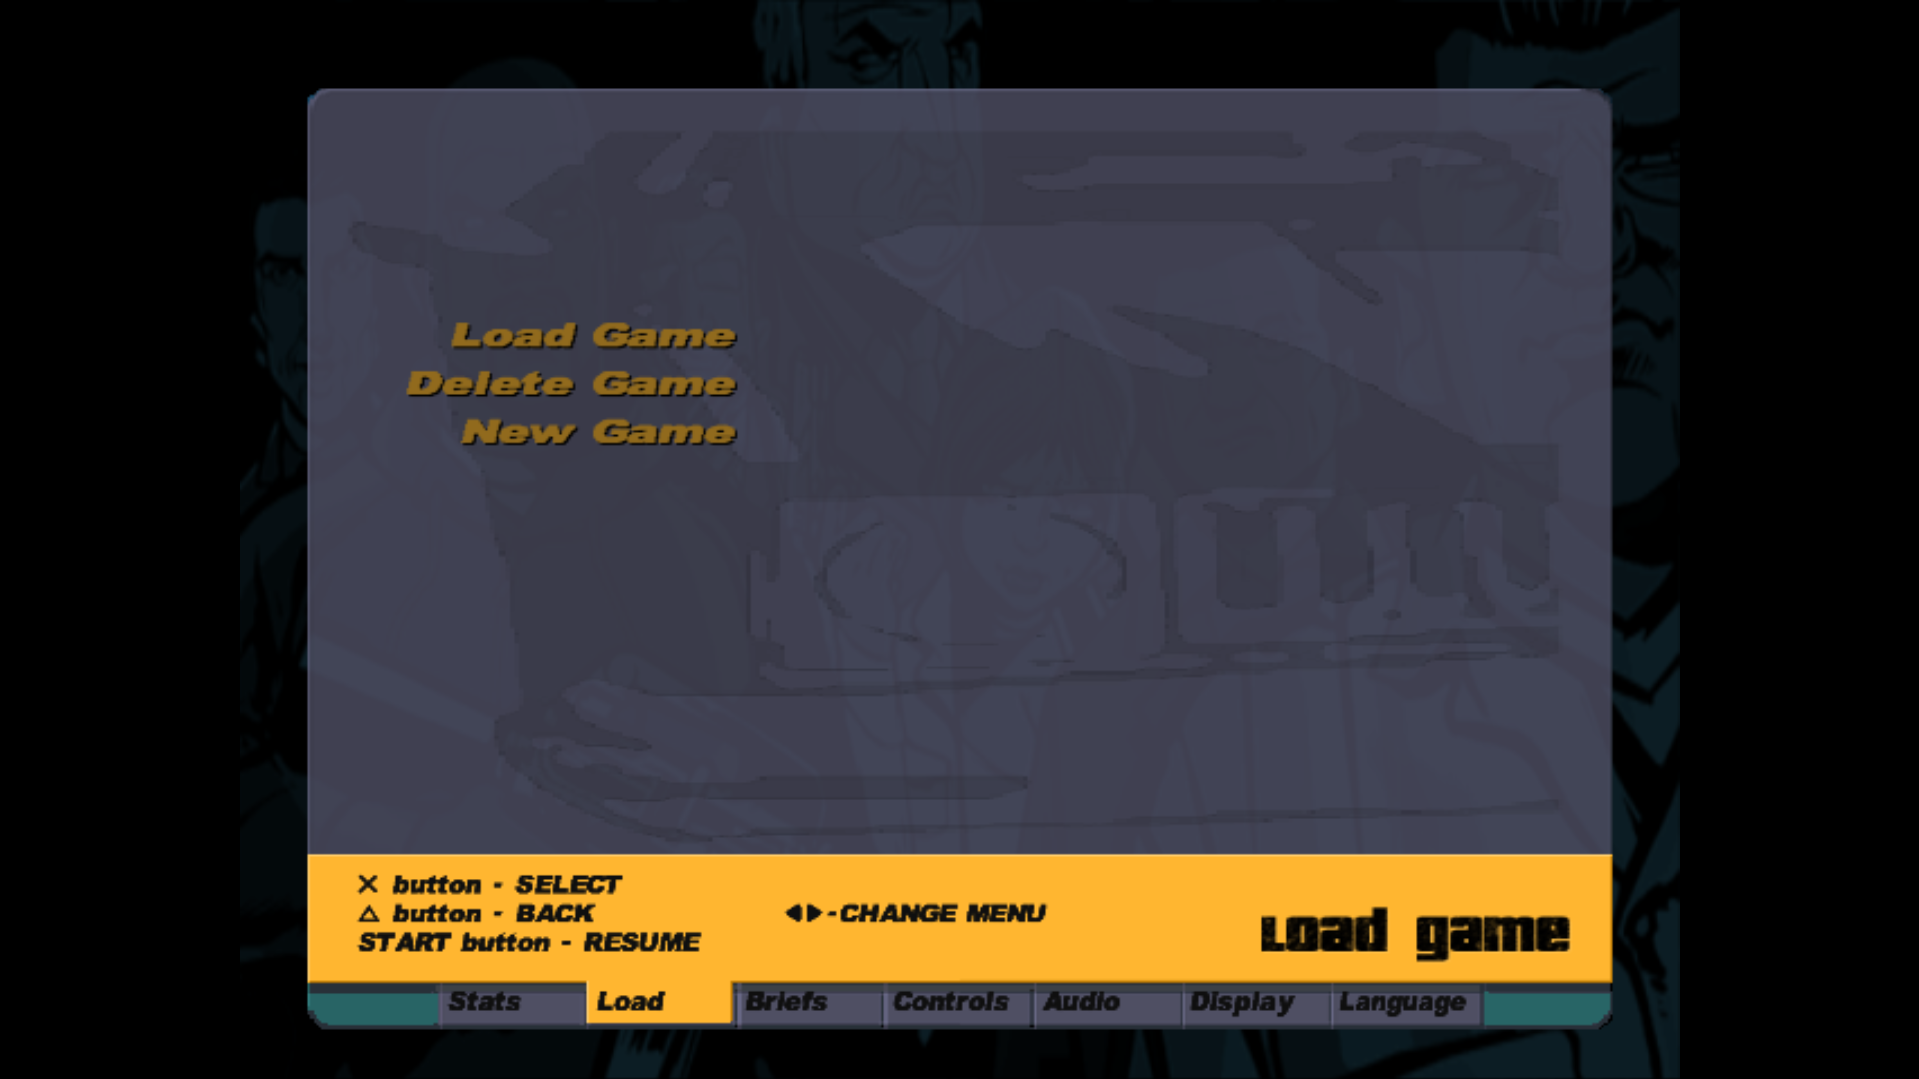 Load Game
Delete Game
New Game
X button - SELECT
△ button - BACK
◀▶-CHANGE MENU
START button - RESUME
Load game
Stats Load Briefs Controls Audio Display Language